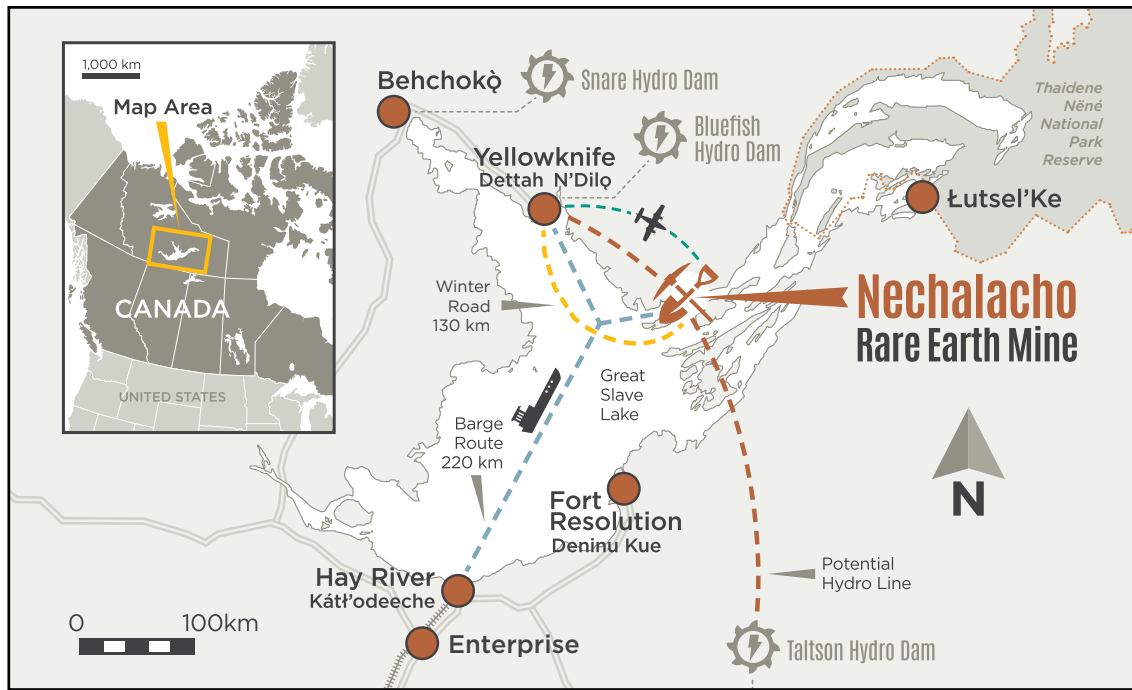 1,000 km
Map Area
CANADA
UNITED STATES
Behchokǫ̀
Snare Hydro Dam
Bluefish
Hydro Dam
Yellowknife
Dettah N’Dilǫ
Thaidene
Nëné
National
Park
Reserve
Łutsel’Ke
Winter
Road
130 km
Nechalacho
Rare Earth Mine
Great
Slave
Lake
Barge
Route
220 km
N
Fort
Resolution
Deninu Kue
Potential
Hydro Line
Hay River
Kátł’odeeche
0 100km
Enterprise
Taltson Hydro Dam